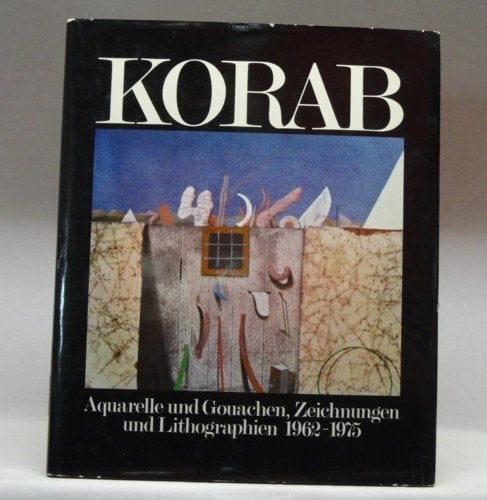 KORAB
Aquarelle und Gouachen, Zeichnungen
und Lithographien 1962-1975